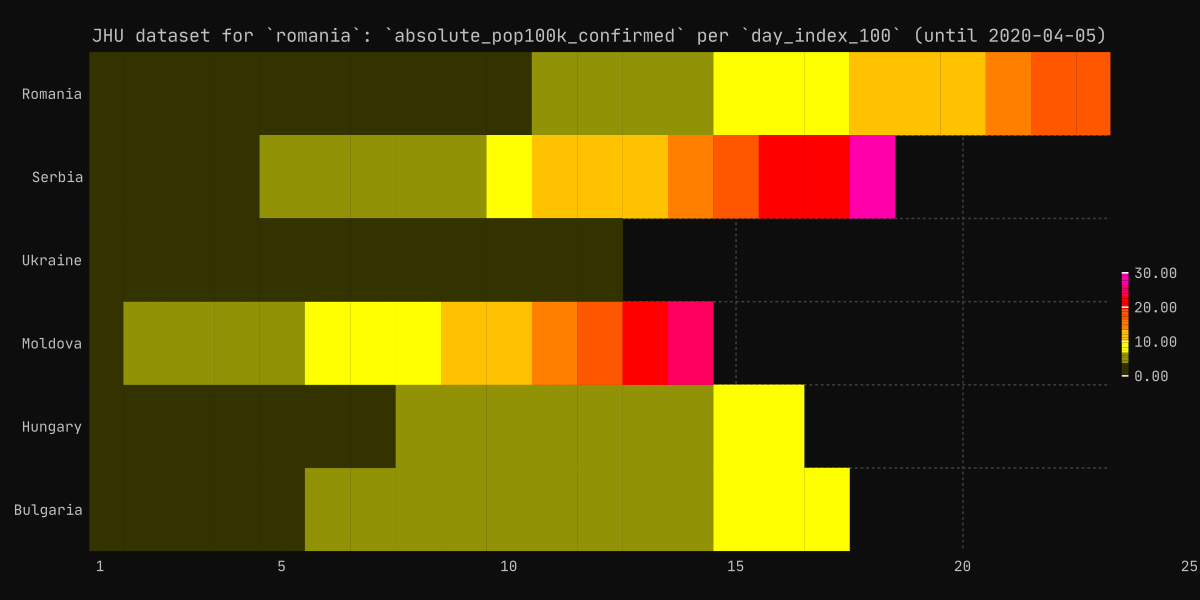 JHU dataset for `romania`: `absolute_pop100k_confirmed` per `day_index_100` (until 2020-04-05)
Romania
Serbia
Ukraine
Moldova
Hungary
Bulgaria
30.00
20.00
10.00
0.00
1 5 10 15 20 25